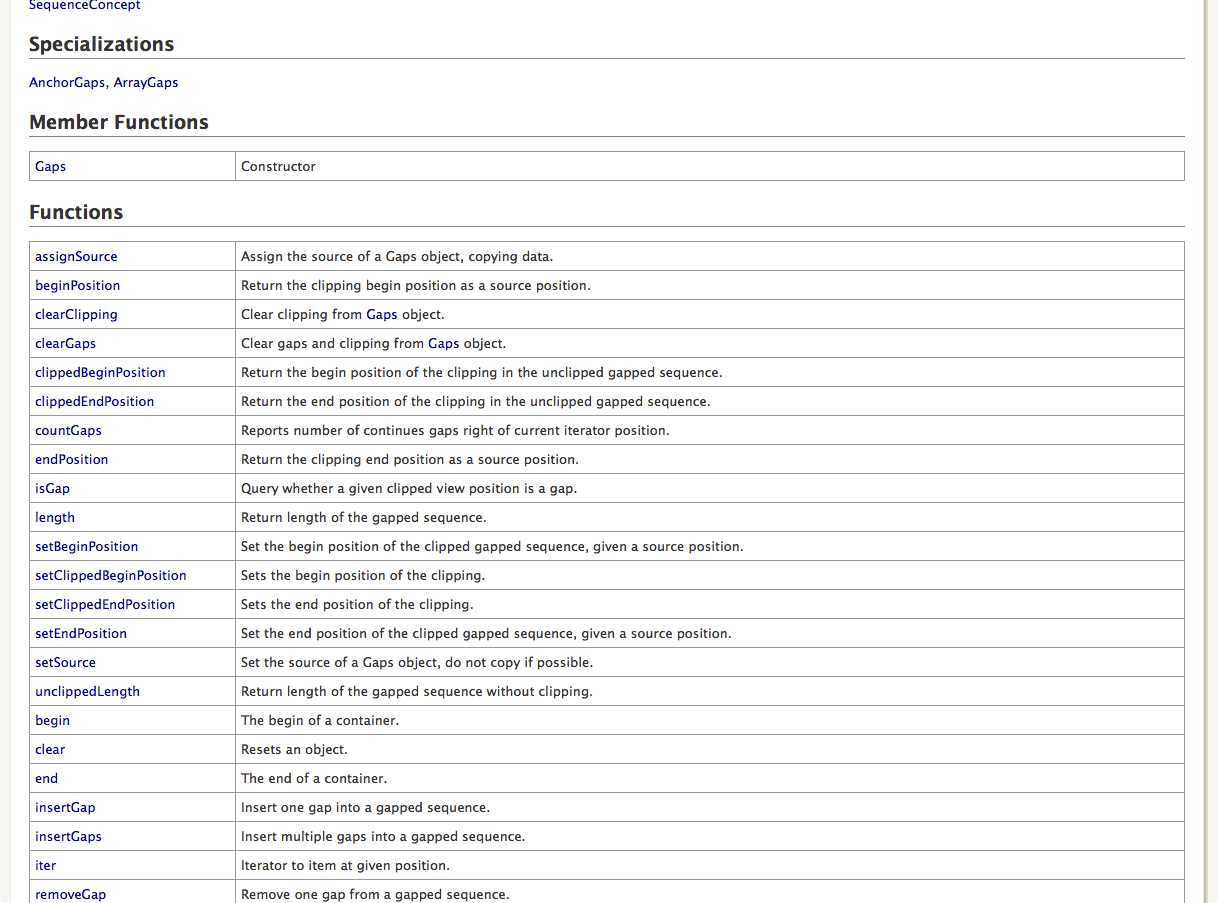 SequenceConcept
Specializations
AnchorGaps, ArrayGaps
Member Functions
Gaps Constructor
Functions
assignSource Assign the source of a Gaps object, copying data.
beginPosition Return the clipping begin position as a source position.
clearClipping Clear clipping from Gaps object.
clearGaps Clear gaps and clipping from Gaps object.
clippedBeginPosition Return the begin position of the clipping in the unclipped gapped sequence.
clippedEndPosition Return the end position of the clipping in the unclipped gapped sequence.
countGaps Reports number of continues gaps right of current iterator position.
endPosition Return the clipping end position as a source position.
isGap Query whether a given clipped view position is a gap.
length Return length of the gapped sequence.
setBeginPosition Set the begin position of the clipped gapped sequence, given a source position.
setClippedBeginPosition Sets the begin position of the clipping.
setClippedEndPosition Sets the end position of the clipping.
setEndPosition Set the end position of the clipped gapped sequence, given a source position.
setSource Set the source of a Gaps object, do not copy if possible.
unclippedLength Return length of the gapped sequence without clipping.
begin The begin of a container.
clear Resets an object.
end The end of a container.
insertGap Insert one gap into a gapped sequence.
insertGaps Insert multiple gaps into a gapped sequence.
iter Iterator to item at given position.
removeGap Remove one gap from a gapped sequence.